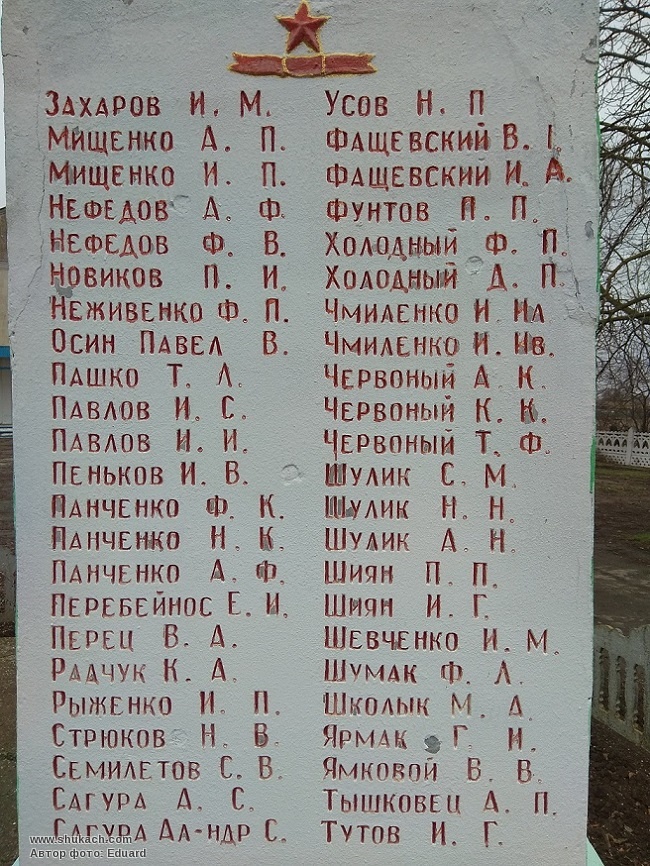 ЗАХАРОВ И. М.
МИЩЕНКО А. П.
МИЩЕНКО И. П.
НЕФЕДОВ А. Ф.
НЕФЕДОВ Ф. В.
НОВИКОВ П. И.
НЕЖИВЕНКО Ф. П.
ОСИН ПАВЕЛ В.
ПАШКО Т. Л.
ПАВЛОВ И. С.
ПАВЛОВ И. И.
ПЕНЬКОВ И. В.
ПАНЧЕНКО Ф. К.
ПАНЧЕНКО Н. К.
ПАНЧЕНКО А. Ф.
ПЕРЕБЕЙНОС Е. И.
ПЕРЕЦ В. А.
РАДЧУК К. А.
РЫЖЕНКО И. П.
СТРЮКОВ Н. В.
СЕМИЛЕТОВ С. В.
САГУРА А. С.
САГУРА АЛ-НДР С.
УСОВ Н. П
ФАЩЕВСКИЙ В. Г.
ФАЩЕВСКИЙ И. А.
ФУНТОВ П. П.
ХОЛОДНЫЙ Ф. П.
ХОЛОДНЫЙ Д. П.
ЧМИЛЕНКО И. ИЛ
ЧМИЛЕНКО И. ИВ.
ЧЕРВОНЫЙ А. К.
ЧЕРВОНЫЙ К. К.
ЧЕРВОНЫЙ Т. Ф.
ШУЛИК С. М.
ШУЛИК Н. Н.
ШУЛИК А. Н.
ШИЯН П. П.
ШИЯН И. Г.
ШЕВЧЕНКО И. М.
ШУМАК Ф. Л.
ШКОЛЫК М. Д.
ЯРМАК Г. И.
ЯМКОВОЙ В. В.
ТЫШКОВЕЦ А. П.
ТУТОВ И. Г.
www.shukach.com
Автор фото: Eduard